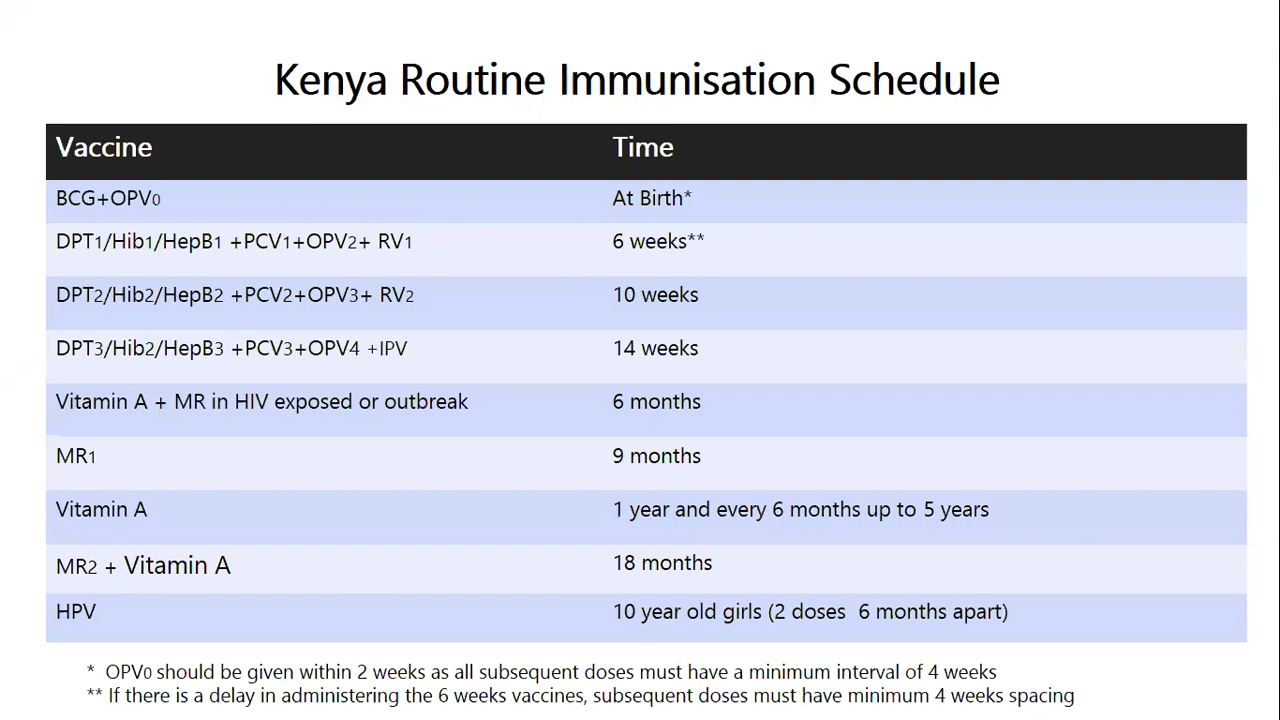 Kenya Routine Immunisation Schedule
Vaccine Time
BCG+OPV0 At Birth*
DPT1/Hib1/HepB1 +PCV1+OPV2+ RV1 6 weeks**
DPT2/Hib2/HepB2 +PCV2+OPV3+ RV2 10 weeks
DPT3/Hib2/HepB3 +PCV3+OPV4 +IPV 14 weeks
Vitamin A + MR in HIV exposed or outbreak 6 months
MR1 9 months
Vitamin A 1 year and every 6 months up to 5 years
MR2 + Vitamin A 18 months
HPV 10 year old girls (2 doses 6 months apart)
* OPV0 should be given within 2 weeks as all subsequent doses must have a minimum interval of 4 weeks
** If there is a delay in administering the 6 weeks vaccines, subsequent doses must have minimum 4 weeks spacing